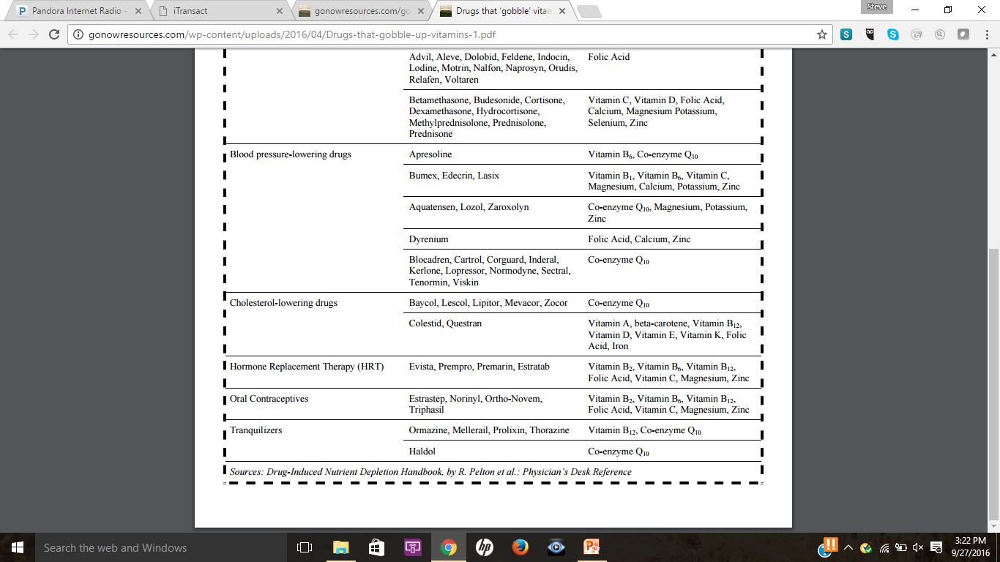 Pandora Internet Radio -
iTransact
gonowresources.com/go
Drugs that ‘gobble’ vitam
Steve
gonowresources.com/wp-content/uploads/2016/04/Drugs-that-gobble-up-vitamins-1.pdf
Advil, Aleve, Dolobid, Feldene, Indocin,
Lodine, Motrin, Nalfon, Naprosyn, Orudis,
Relafen, Voltaren
Folic Acid
Betamethasone, Budesonide, Cortisone,
Dexamethasone, Hydrocortisone,
Methylprednisolone, Prednisolone,
Prednisone
Vitamin C, Vitamin D, Folic Acid,
Calcium, Magnesium Potassium,
Selenium, Zinc
Blood pressure-lowering drugs
Apresoline
Vitamin B6, Co-enzyme Q10
Bumex, Edecrin, Lasix
Vitamin B1, Vitamin B6, Vitamin C,
Magnesium, Calcium, Potassium, Zinc
Aquatensen, Lozol, Zaroxolyn
Co-enzyme Q10, Magnesium, Potassium,
Zinc
Dyrenium
Folic Acid, Calcium, Zinc
Blocadren, Cartrol, Corguard, Inderal,
Kerlone, Lopressor, Normodyne, Sectral,
Tenormin, Viskin
Co-enzyme Q10
Cholesterol-lowering drugs
Baycol, Lescol, Lipitor, Mevacor, Zocor
Co-enzyme Q10
Colestid, Questran
Vitamin A, beta-carotene, Vitamin B12,
Vitamin D, Vitamin E, Vitamin K, Folic
Acid, Iron
Hormone Replacement Therapy (HRT)
Evista, Prempro, Premarin, Estratab
Vitamin B2, Vitamin B6, Vitamin B12,
Folic Acid, Vitamin C, Magnesium, Zinc
Oral Contraceptives
Estrastep, Norinyl, Ortho-Novem,
Triphasil
Vitamin B2, Vitamin B6, Vitamin B12,
Folic Acid, Vitamin C, Magnesium, Zinc
Tranquilizers
Ormazine, Mellerail, Prolixin, Thorazine
Vitamin B12, Co-enzyme Q10
Haldol
Co-enzyme Q10
Sources: Drug-Induced Nutrient Depletion Handbook, by R. Pelton et al.: Physician’s Desk Reference
Search the web and Windows
3:22 PM
9/27/2016